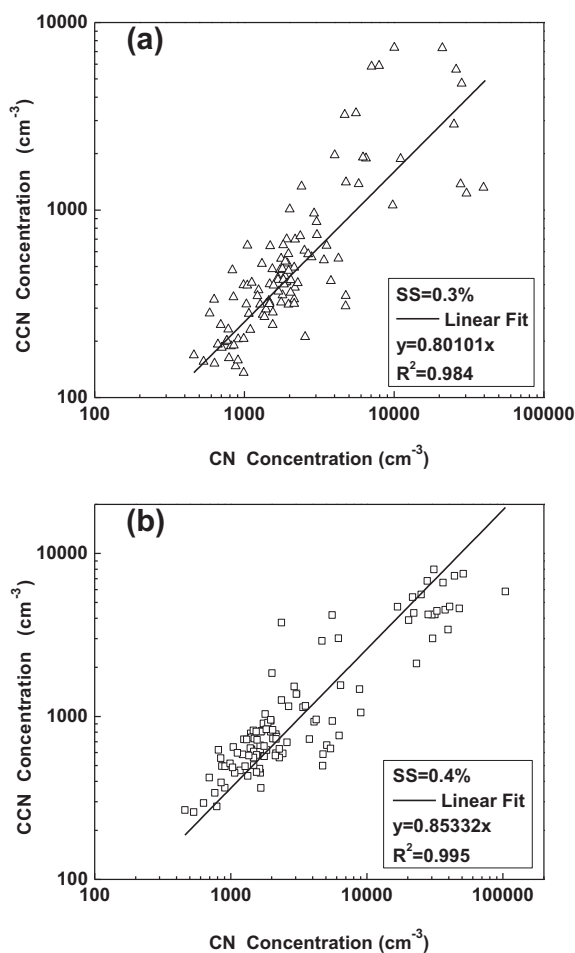 (a)
10000
1000
100
CCN Concentration (cm⁻³)
100 1000 10000 100000
CN Concentration (cm⁻³)
SS=0.3%
Linear Fit
y=0.80101x
R²=0.984
(b)
10000
1000
100
CCN Concentration (cm⁻³)
100 1000 10000 100000
CN Concentration (cm⁻³)
SS=0.4%
Linear Fit
y=0.85332x
R²=0.995